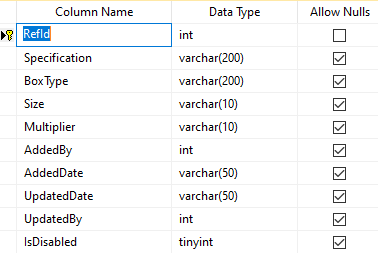 Column Name Data Type Allow Nulls
RefId int
Specification varchar(200)
BoxType varchar(200)
Size varchar(10)
Multiplier varchar(10)
AddedBy int
AddedDate varchar(50)
UpdatedDate varchar(50)
UpdatedBy int
IsDisabled tinyint